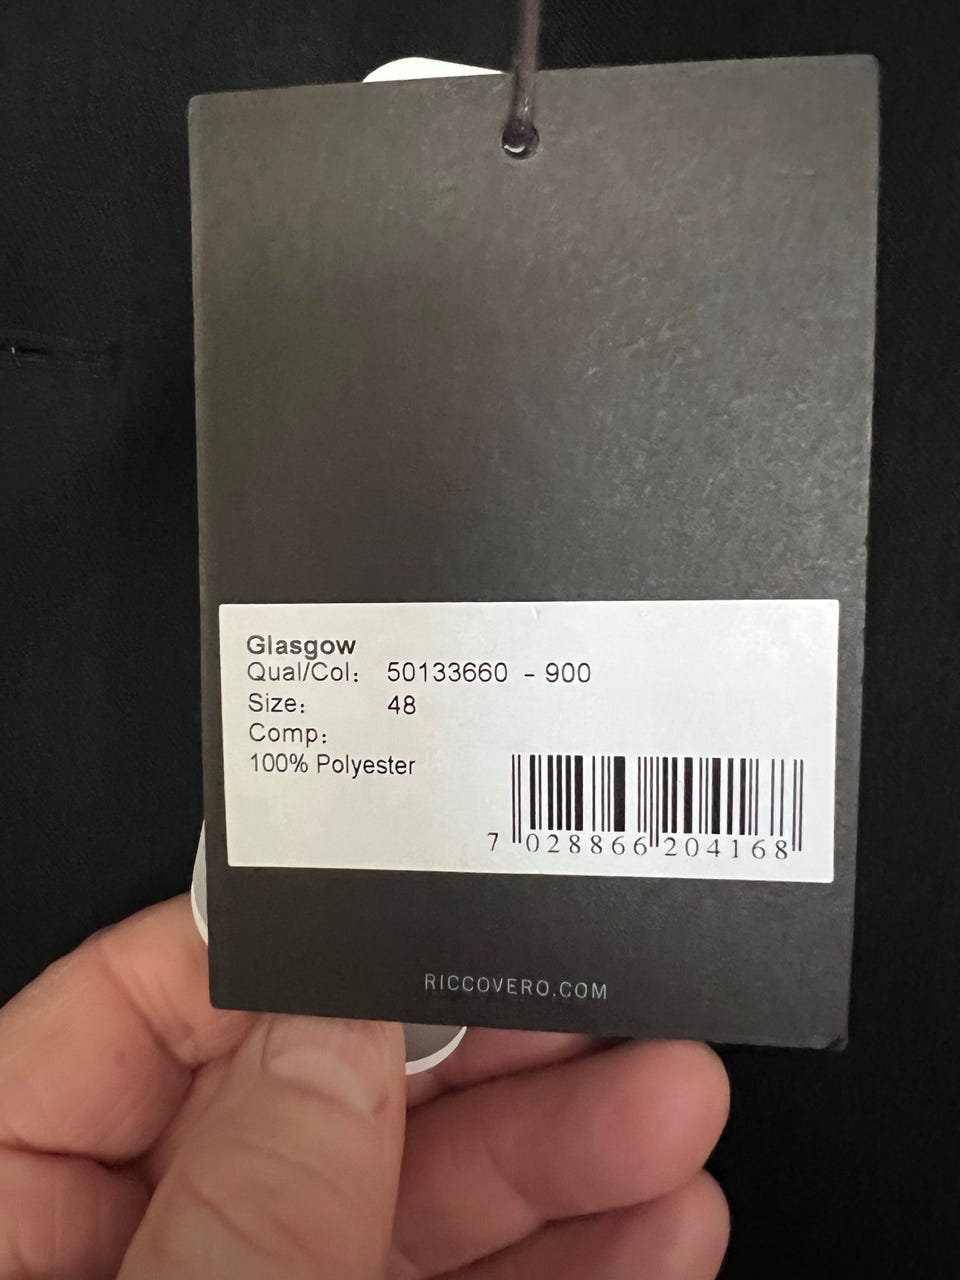 Glasgow
Qual/Col: 50133660 - 900
Size: 48
Comp:
100% Polyester
7 028866 204168
RICCOVERO.COM